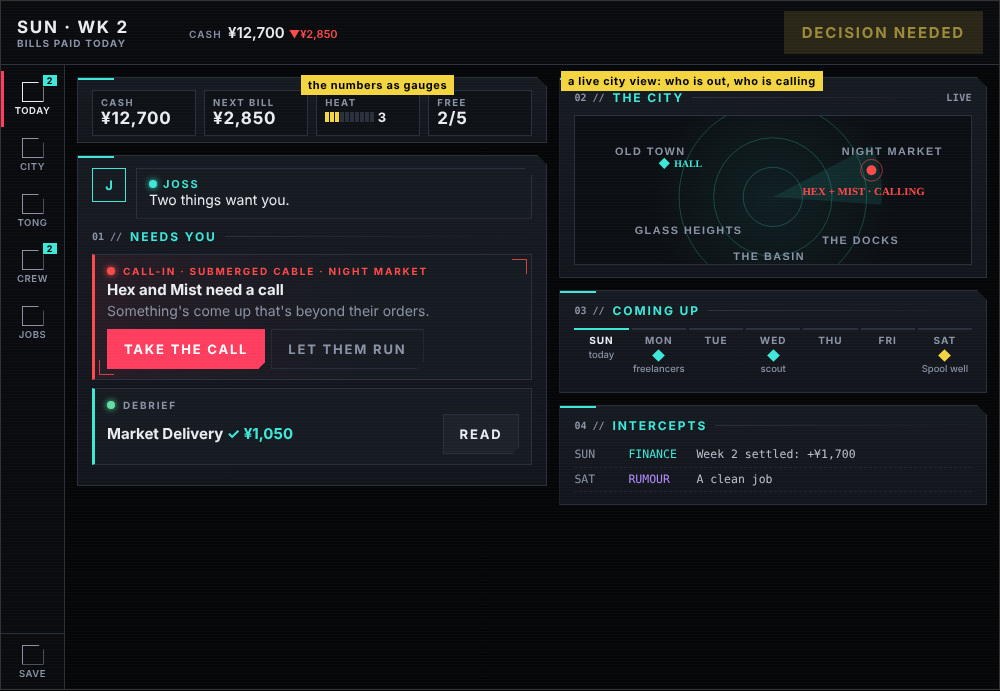 SUN · WK 2
BILLS PAID TODAY
CASH ¥12,700 ▼¥2,850
DECISION NEEDED
2
TODAY
CITY
TONG
2
CREW
JOBS
SAVE
the numbers as gauges
CASH
¥12,700
NEXT BILL
¥2,850
HEAT
3
FREE
2/5
J
JOSS
Two things want you.
01 // NEEDS YOU
CALL-IN · SUBMERGED CABLE · NIGHT MARKET
Hex and Mist need a call
Something's come up that's beyond their orders.
TAKE THE CALL
LET THEM RUN
DEBRIEF
Market Delivery ✓ ¥1,050
READ
a live city view: who is out, who is calling
02 // THE CITY
LIVE
OLD TOWN
HALL
NIGHT MARKET
HEX + MIST · CALLING
GLASS HEIGHTS
THE DOCKS
THE BASIN
03 // COMING UP
SUN MON TUE WED THU FRI SAT
today freelancers scout Spool well
04 // INTERCEPTS
SUN FINANCE Week 2 settled: +¥1,700
SAT RUMOUR A clean job